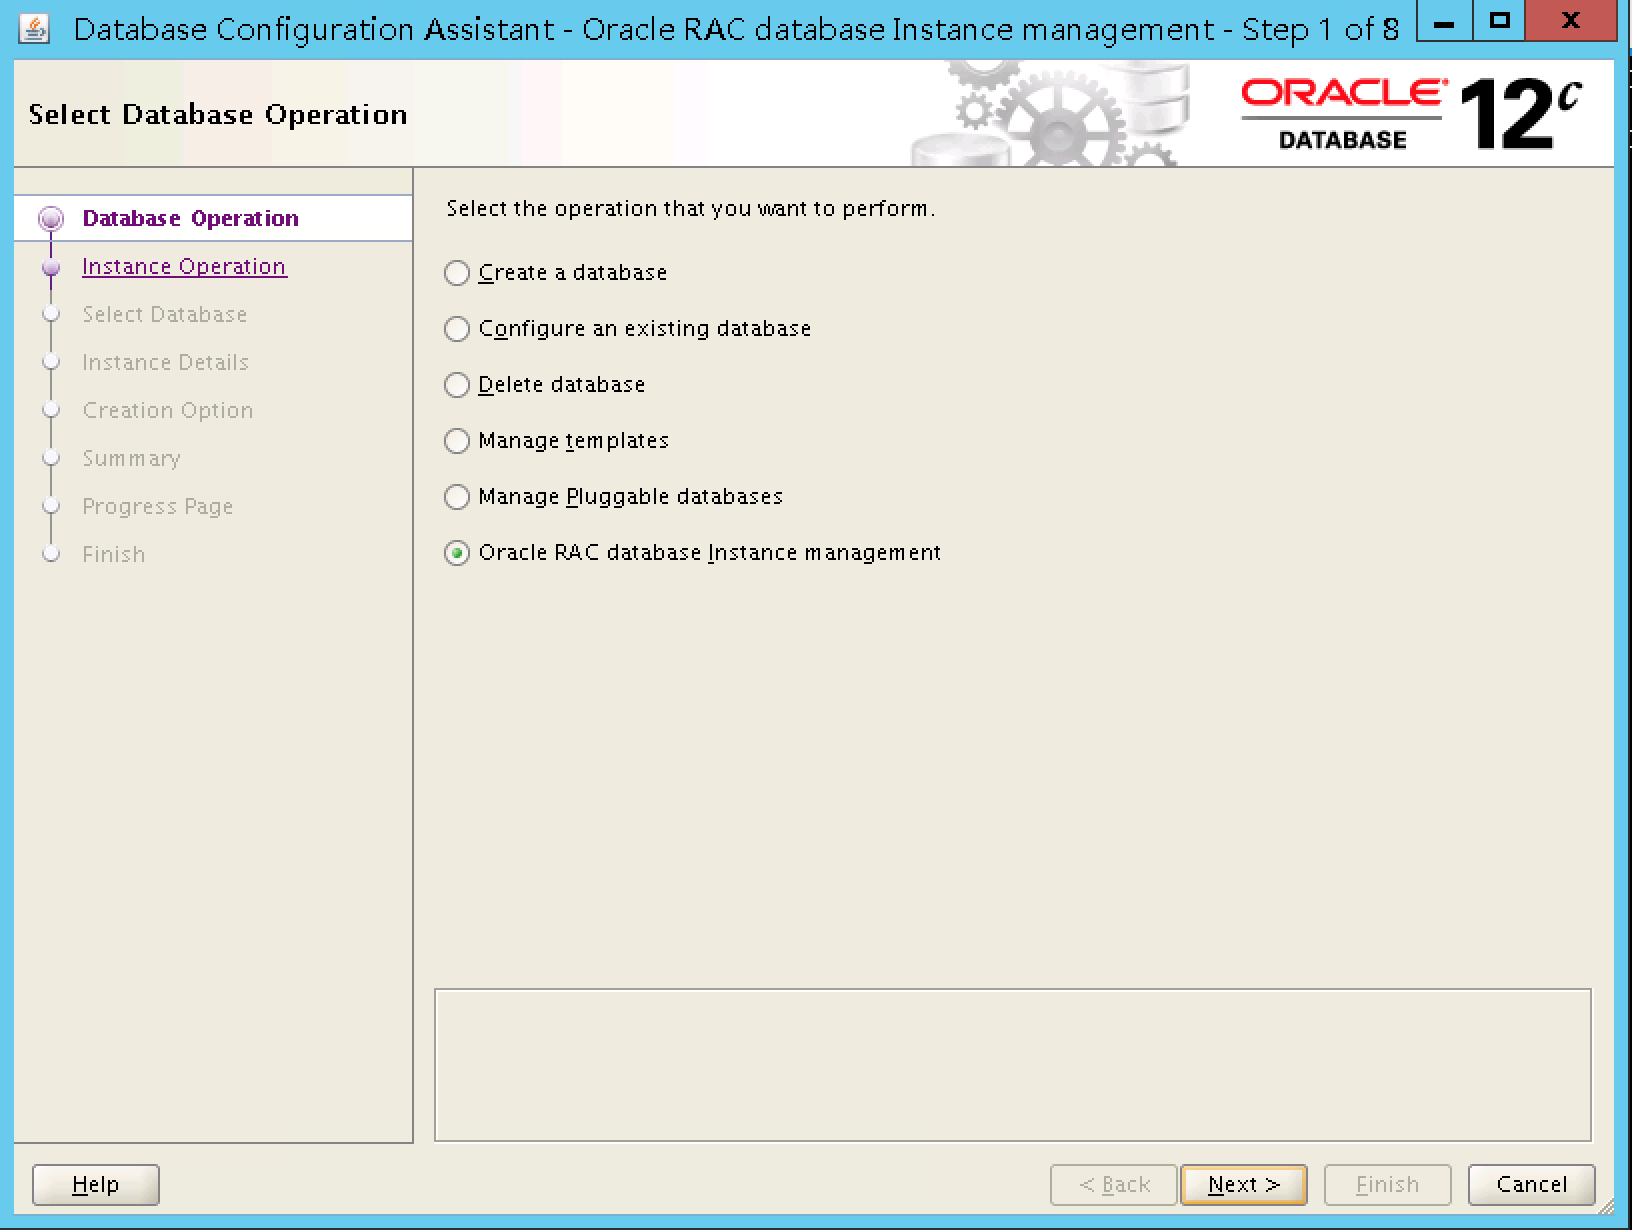 Database Configuration Assistant - Oracle RAC database Instance management - Step 1 of 8
Select Database Operation
ORACLE
DATABASE
12c
Database Operation
Instance Operation
Select Database
Instance Details
Creation Option
Summary
Progress Page
Finish
Select the operation that you want to perform.
Create a database
Configure an existing database
Delete database
Manage templates
Manage Pluggable databases
Oracle RAC database Instance management
Help
< Back
Next >
Finish
Cancel